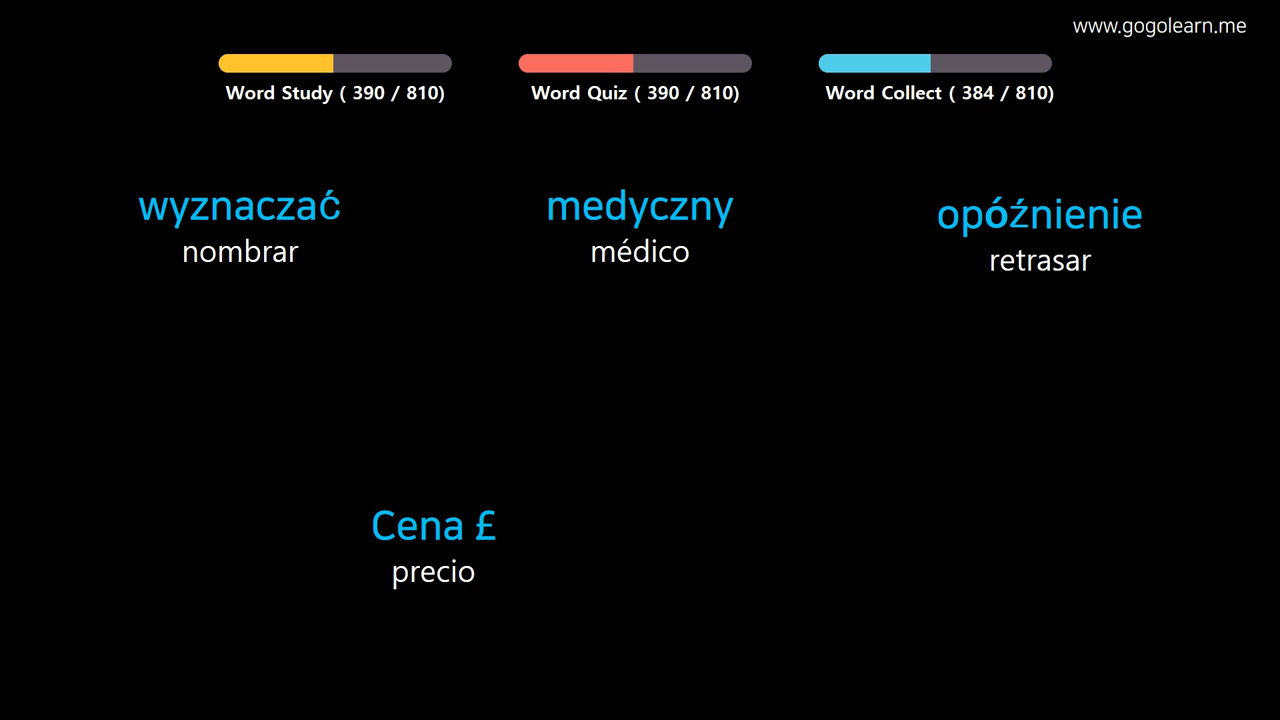 www.gogolearn.me
Word Study ( 390 / 810)
Word Quiz ( 390 / 810)
Word Collect ( 384 / 810)
wyznaczać
nombrar
medyczny
médico
opóźnienie
retrasar
Cena £
precio